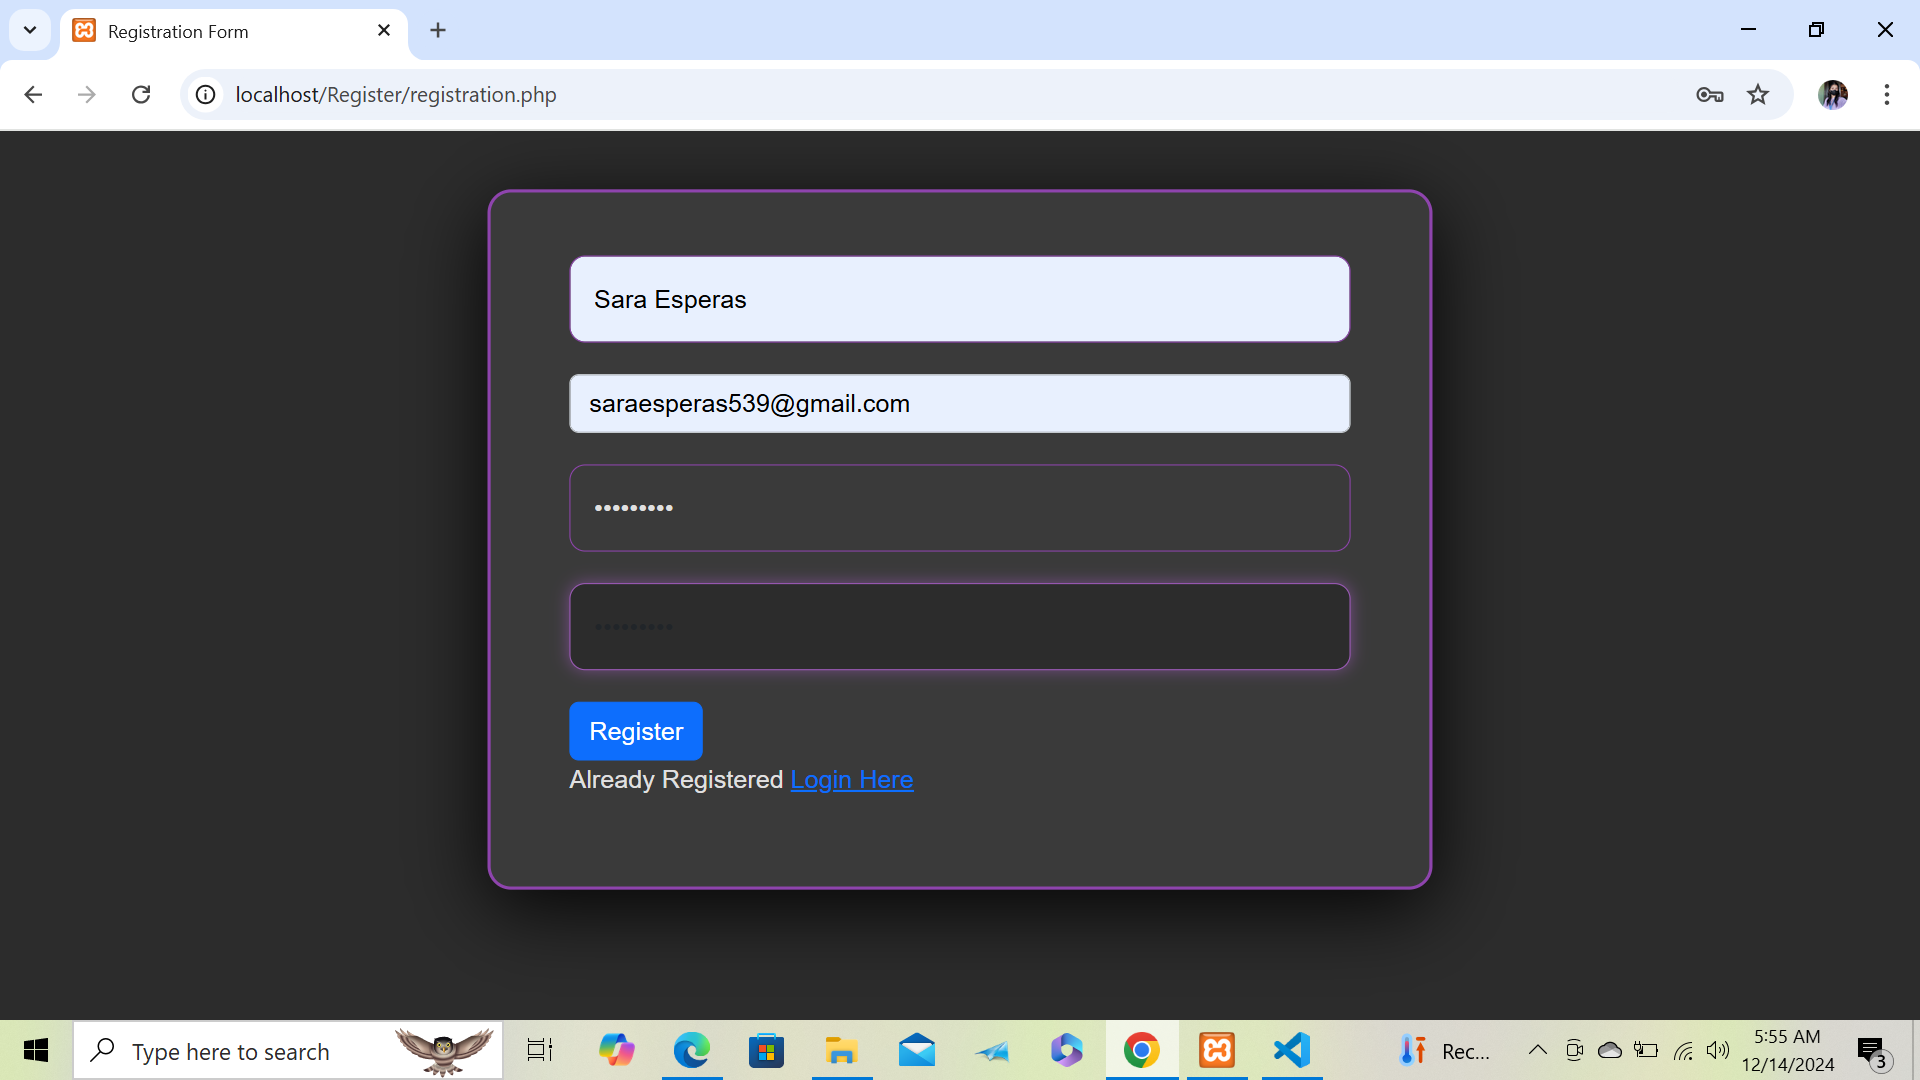 Registration Form
localhost/Register/registration.php
Sara Esperas
saraesperas539@gmail.com
•••••••••
•••••••••
Register
Already Registered Login Here
Type here to search
Rec...
5:55 AM
12/14/2024
3